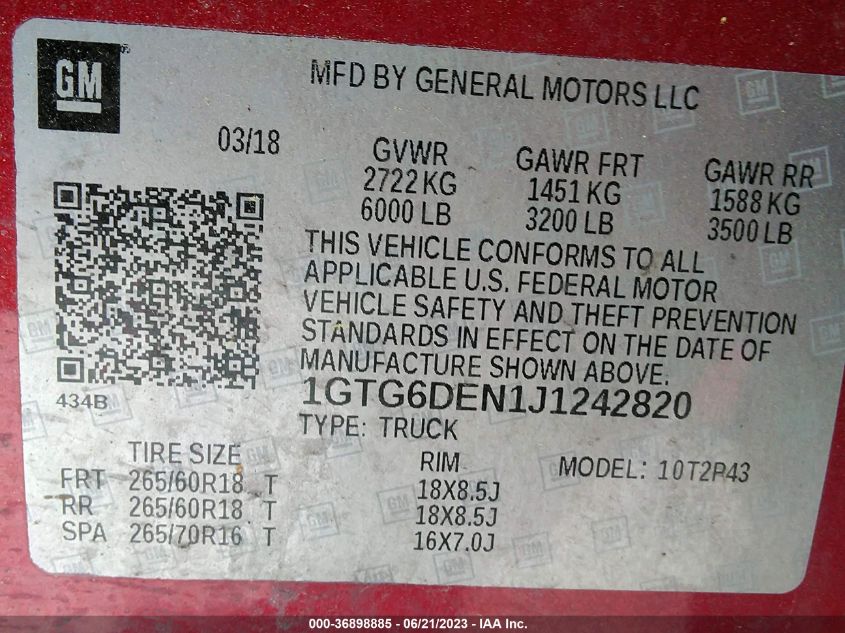 GM
MFD BY GENERAL MOTORS LLC
03/18
GVWR GAWR FRT GAWR RR
2722 KG 1451 KG 1588 KG
6000 LB 3200 LB 3500 LB
THIS VEHICLE CONFORMS TO ALL
APPLICABLE U.S. FEDERAL MOTOR
VEHICLE SAFETY AND THEFT PREVENTION
STANDARDS IN EFFECT ON THE DATE OF
MANUFACTURE SHOWN ABOVE.
434B
1GTG6DEN1J1242820
TYPE: TRUCK
TIRE SIZE RIM MODEL: 10T2P43
FRT 265/60R18 T 18X8.5J
RR 265/60R18 T 18X8.5J
SPA 265/70R16 T 16X7.0J
000-36898885 - 06/21/2023 - IAA Inc.